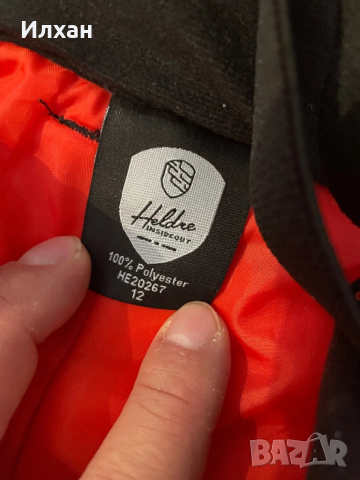 Илхан
Heldre
INSIDEOUT
100% Polyester
HE20267
12
BAZAR